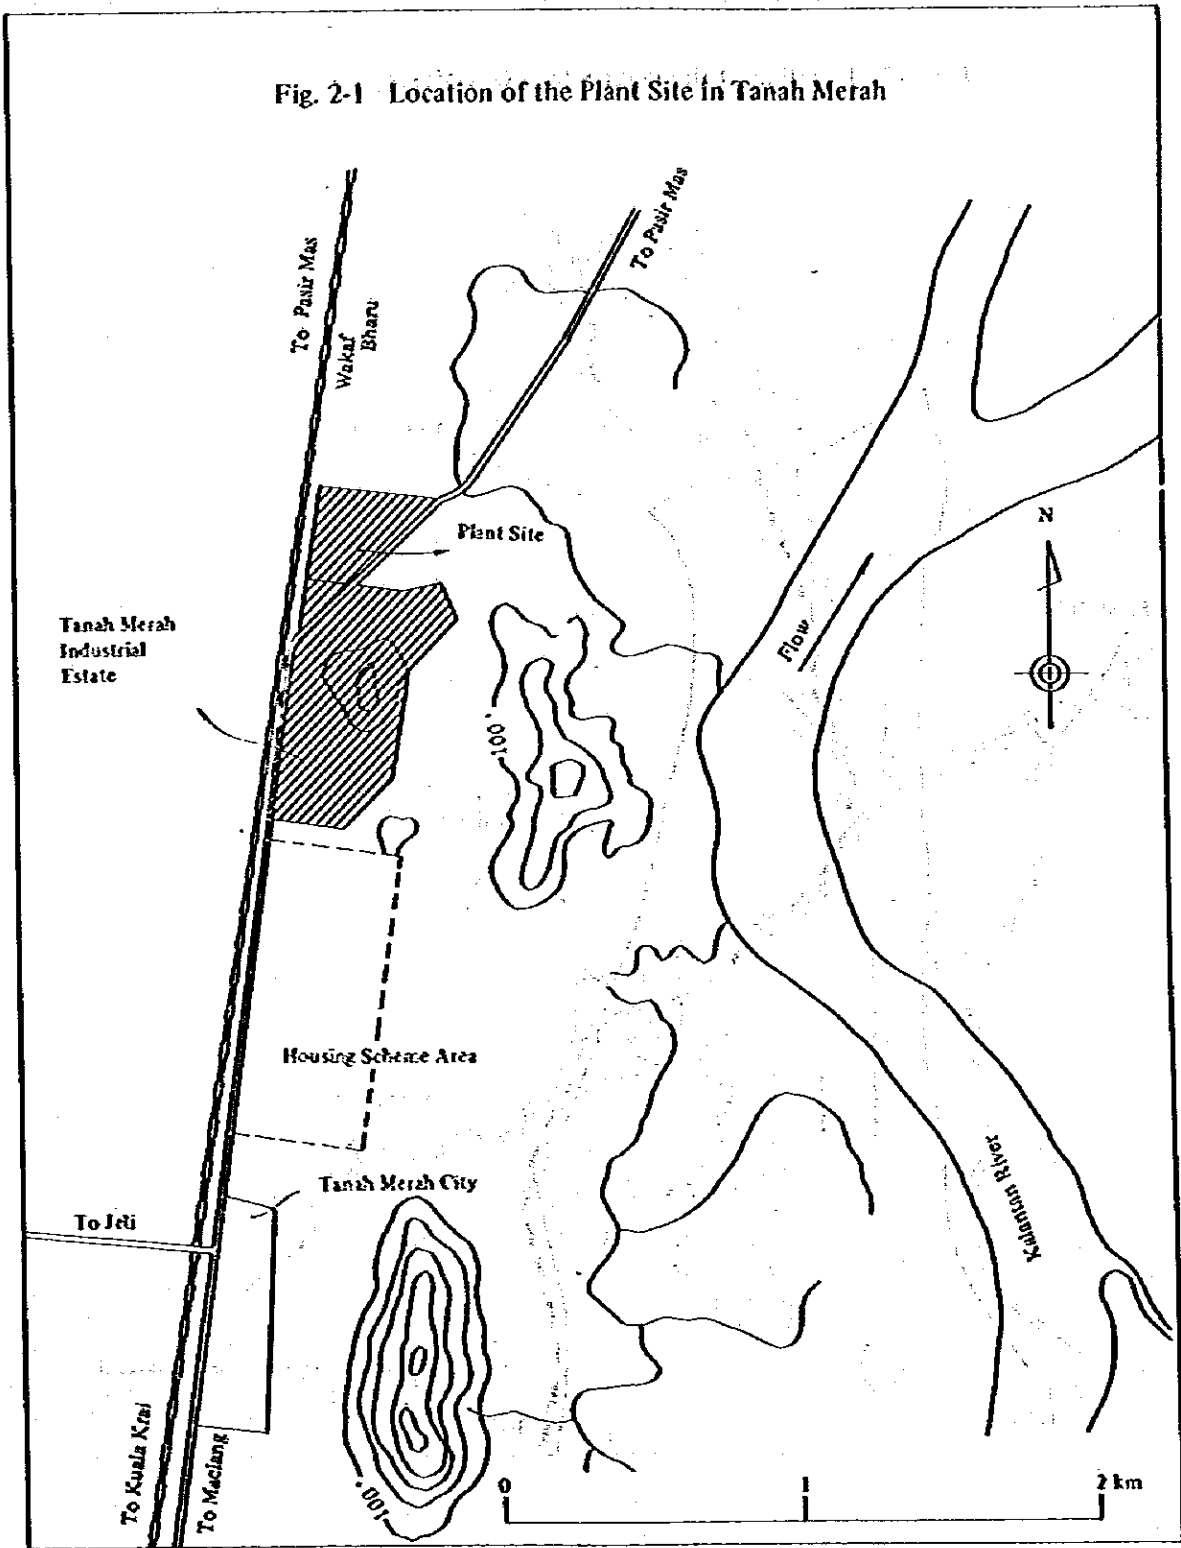 Fig. 2-1 Location of the Plant Site in Tanah Merah
To Pasir Mas
Wakaf
Bharu
To Pasir Mas
Plant Site
N
Tanah Merah
Industrial
Estate
Flow
100'
Housing Scheme Area
Tanah Merah City
To Jeli
Kalantan River
To Kuala Krai
To Maclang
100'
0
1
2 km